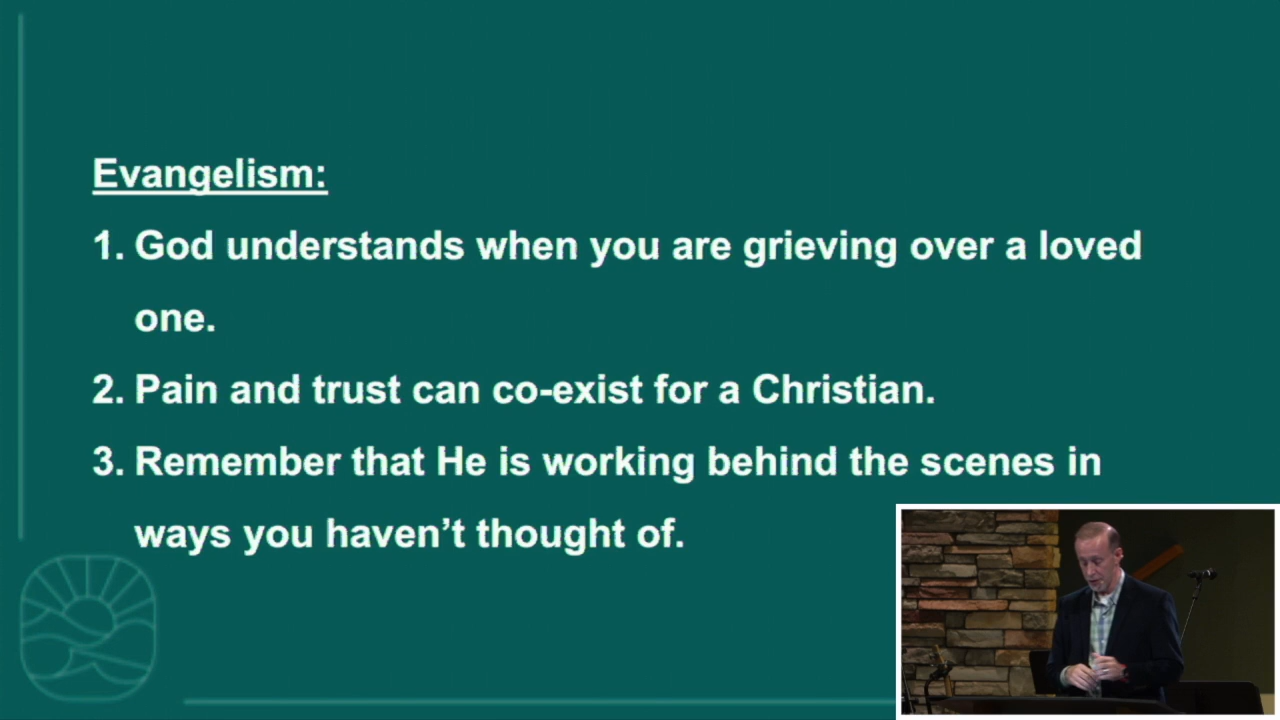 Evangelism:
1. God understands when you are grieving over a loved
one.
2. Pain and trust can co-exist for a Christian.
3. Remember that He is working behind the scenes in
ways you haven’t thought of.